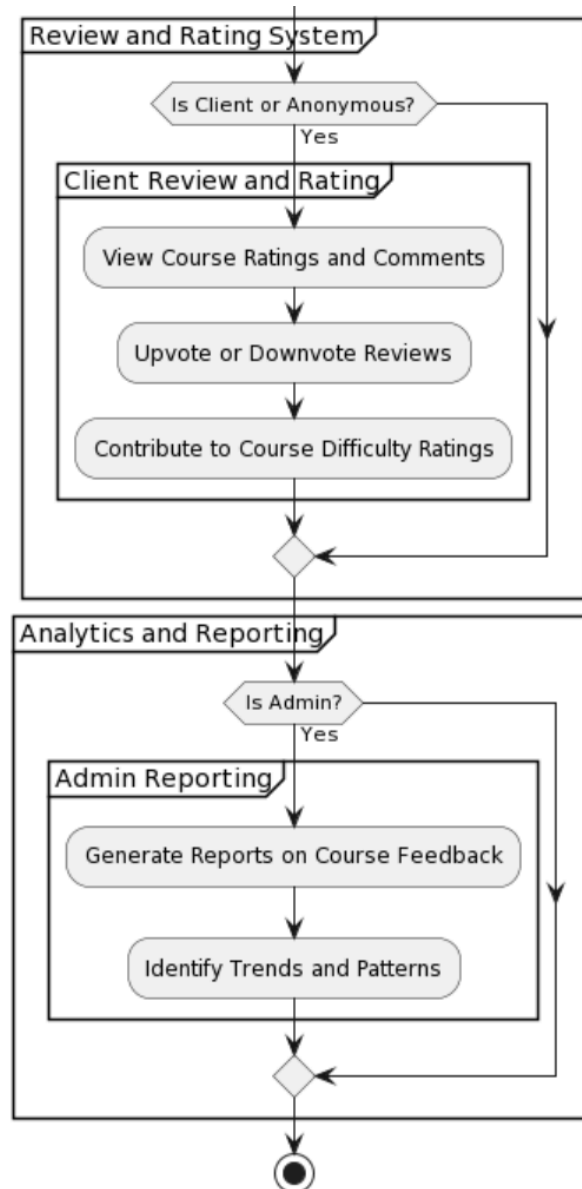 Review and Rating System
Is Client or Anonymous?
Yes
Client Review and Rating
View Course Ratings and Comments
Upvote or Downvote Reviews
Contribute to Course Difficulty Ratings
Analytics and Reporting
Is Admin?
Yes
Admin Reporting
Generate Reports on Course Feedback
Identify Trends and Patterns